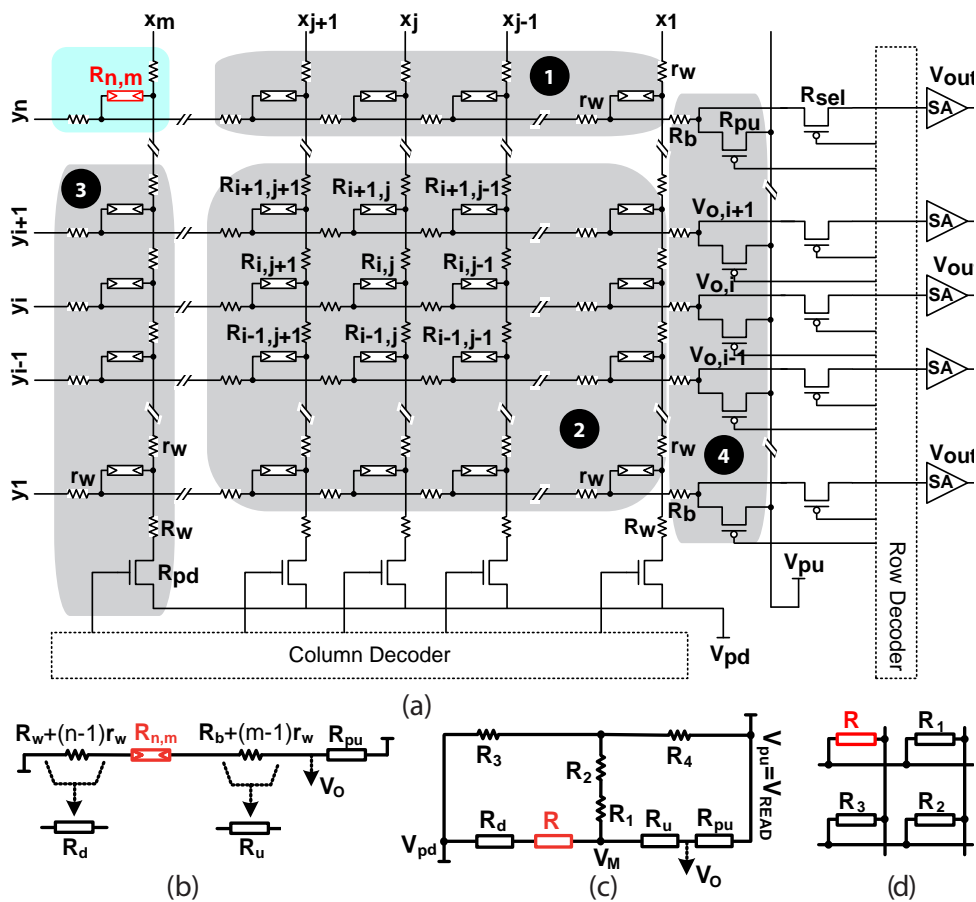 xm xj+1 xj xj-1 x1
Rn,m 1 rw Rsel Vout
yn rw Rb Rpu SA
3 Ri+1,j+1 Ri+1,j Ri+1,j-1 Vo,i+1
yi+1 SA
Ri,j+1 Ri,j Ri,j-1 Vo,i Vout
yi SA
Ri-1,j+1 Ri-1,j Ri-1,j-1 Vo,i-1
yi-1 SA
2 rw 4 Vout
rw rw SA
y1 Rb
Rw Rw
Rpd Vpu
Row Decoder
Column Decoder Vpd
(a)
Rw+(n-1)rw Rn,m Rb+(m-1)rw Rpu
VO
Rd Ru
(b)
R3 R4
R2
R1
Vpu=VREAD
Vpd Rd R Ru Rpu
VM VO
(c)
R R1
R3 R2
(d)